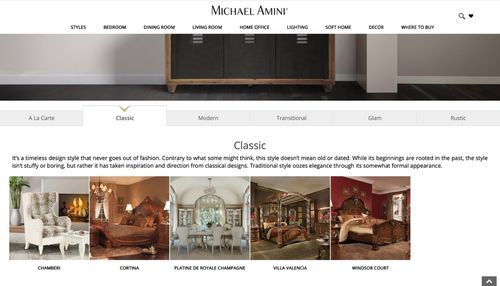 MICHAEL AMINI®
STYLES BEDROOM DINING ROOM LIVING ROOM HOME OFFICE LIGHTING SOFT HOME DECOR WHERE TO BUY
A La Carte Classic Modern Transitional Glam Rustic
Classic
It's a timeless design style that never goes out of fashion. Contrary to what some might think, this style doesn't mean old or dated. While its beginnings are rooted in the past, the style
isn't stuffy or boring, but rather it has taken inspiration and direction from classical designs. Traditional style oozes elegance through its somewhat formal appearance.
CHAMBERI CORTINA PLATINE DE ROYALE CHAMPAGNE VILLA VALENCIA WINDSOR COURT